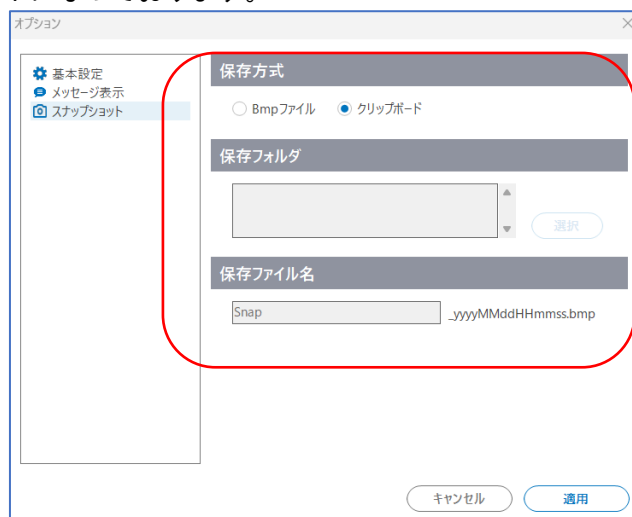 オプション
基本設定
メッセージ表示
スナップショット
保存方式
Bmpファイル
クリップボード
保存フォルダ
選択
保存ファイル名
Snap
_yyyyMMddHHmmss.bmp
キャンセル
適用